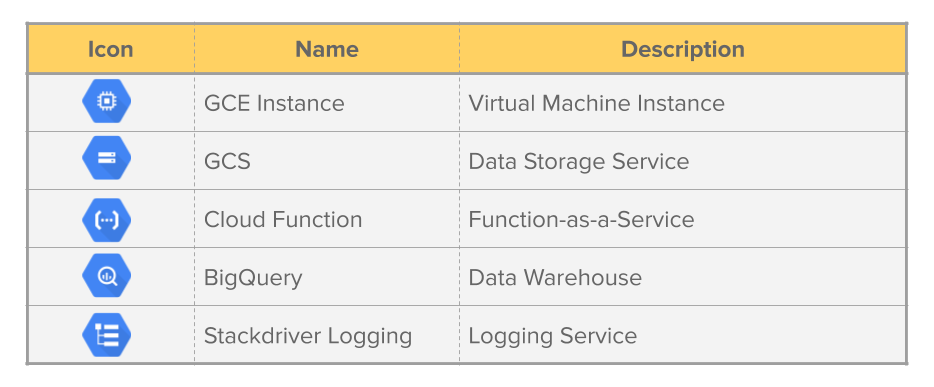 Icon Name Description
GCE Instance Virtual Machine Instance
GCS Data Storage Service
Cloud Function Function-as-a-Service
BigQuery Data Warehouse
Stackdriver Logging Logging Service